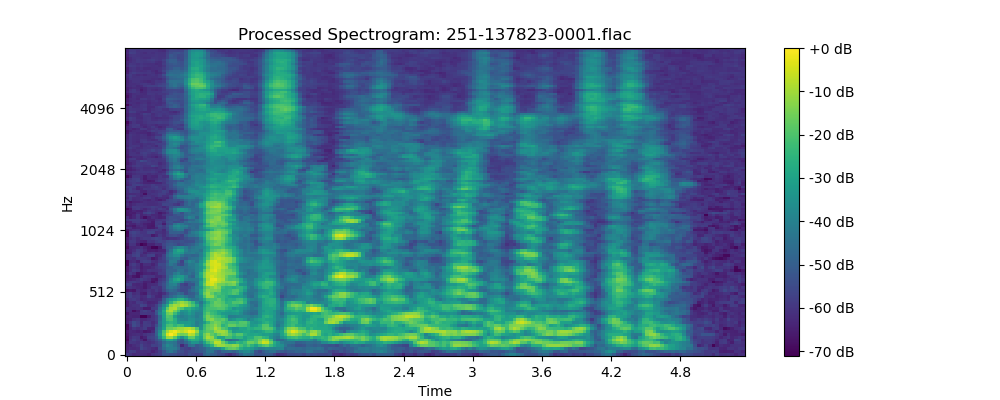 Processed Spectrogram: 251-137823-0001.flac
Hz
4096
2048
1024
512
0
0 0.6 1.2 1.8 2.4 3 3.6 4.2 4.8
Time
+0 dB
-10 dB
-20 dB
-30 dB
-40 dB
-50 dB
-60 dB
-70 dB